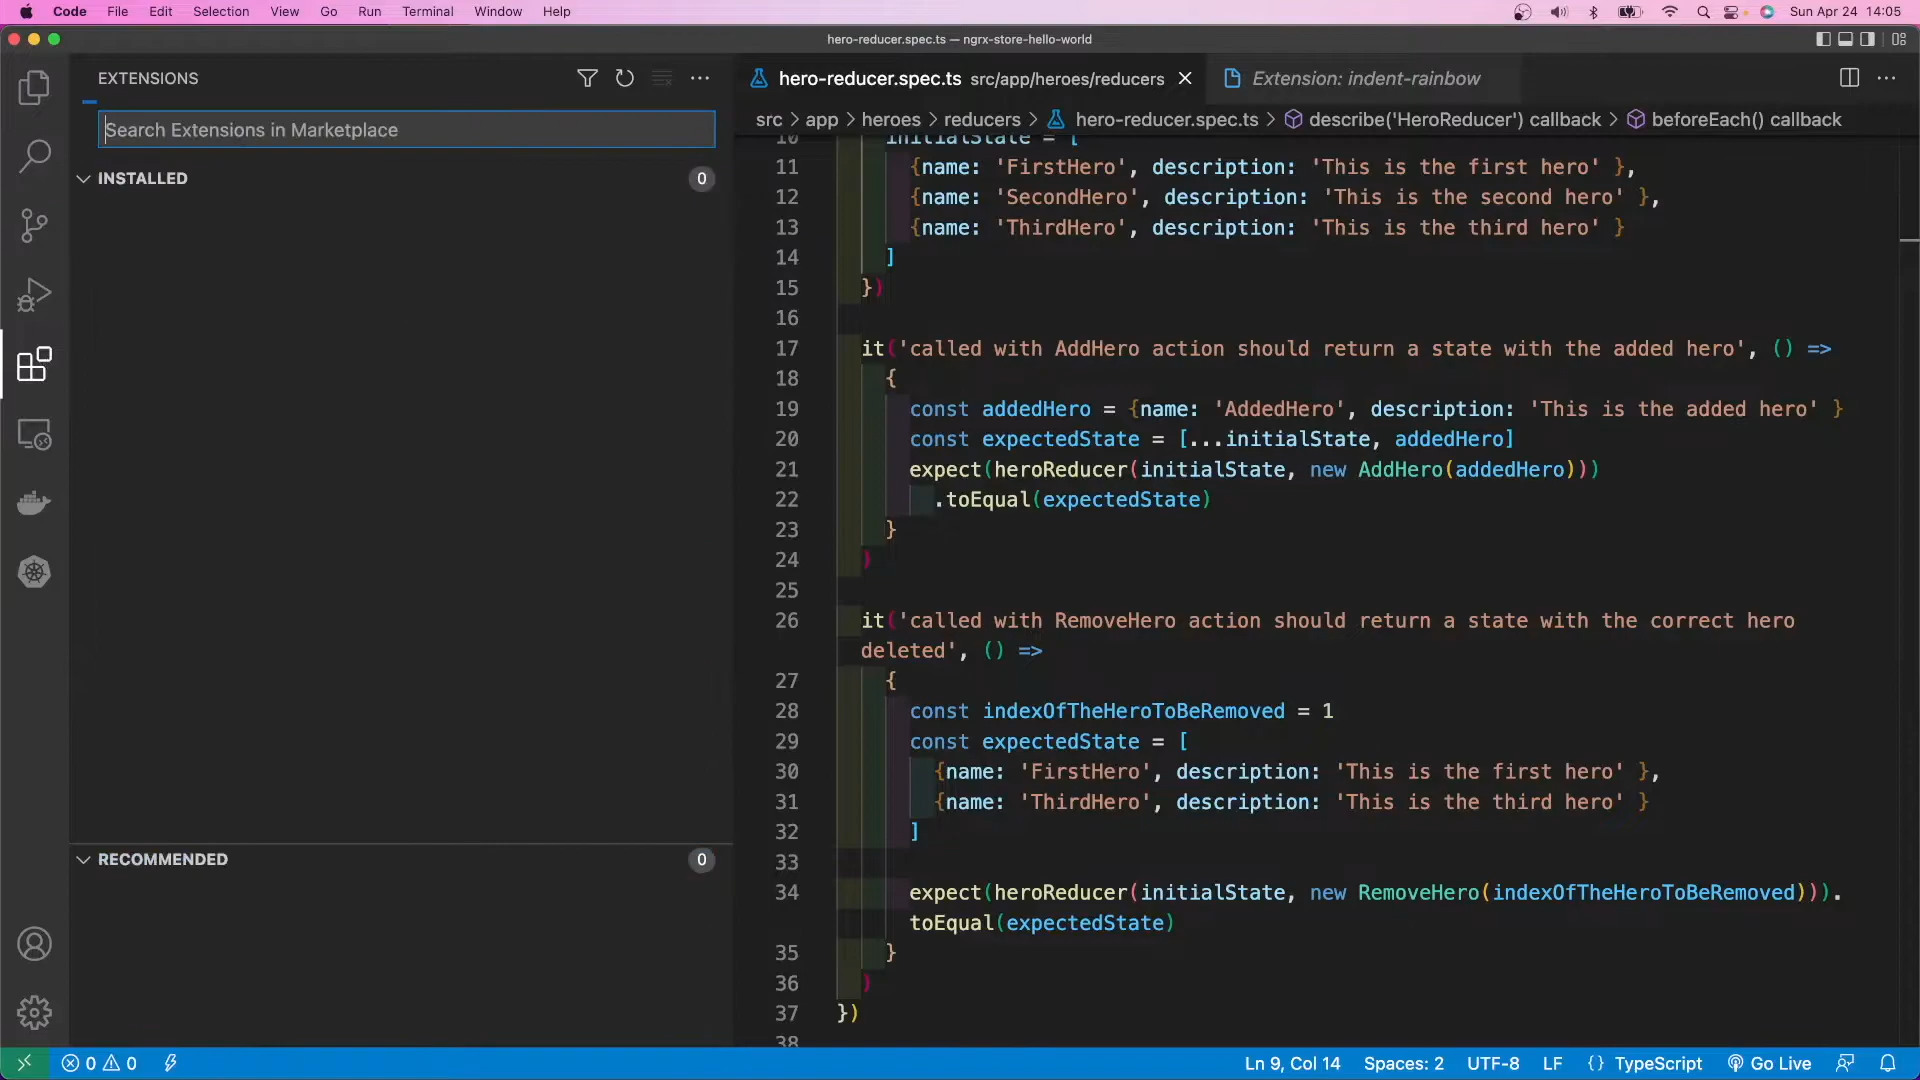 Code File Edit Selection View Go Run Terminal Window Help Sun Apr 24 14:05
hero-reducer.spec.ts — ngrx-store-hello-world
EXTENSIONS
Search Extensions in Marketplace
INSTALLED 0
RECOMMENDED 0
hero-reducer.spec.ts src/app/heroes/reducers Extension: indent-rainbow
src > app > heroes > reducers > hero-reducer.spec.ts > describe('HeroReducer') callback > beforeEach() callback
10 initialState = [
11 {name: 'FirstHero', description: 'This is the first hero' },
12 {name: 'SecondHero', description: 'This is the second hero' },
13 {name: 'ThirdHero', description: 'This is the third hero' }
14 ]
15 })
16
17 it('called with AddHero action should return a state with the added hero', () =>
18 {
19 const addedHero = {name: 'AddedHero', description: 'This is the added hero' }
20 const expectedState = [...initialState, addedHero]
21 expect(heroReducer(initialState, new AddHero(addedHero)))
22 .toEqual(expectedState)
23 }
24 )
25
26 it('called with RemoveHero action should return a state with the correct hero
deleted', () =>
27 {
28 const indexOfTheHeroToBeRemoved = 1
29 const expectedState = [
30 {name: 'FirstHero', description: 'This is the first hero' },
31 {name: 'ThirdHero', description: 'This is the third hero' }
32 ]
33
34 expect(heroReducer(initialState, new RemoveHero(indexOfTheHeroToBeRemoved))).
toEqual(expectedState)
35 }
36 )
37 })
38
0 0 Ln 9, Col 14 Spaces: 2 UTF-8 LF {} TypeScript Go Live